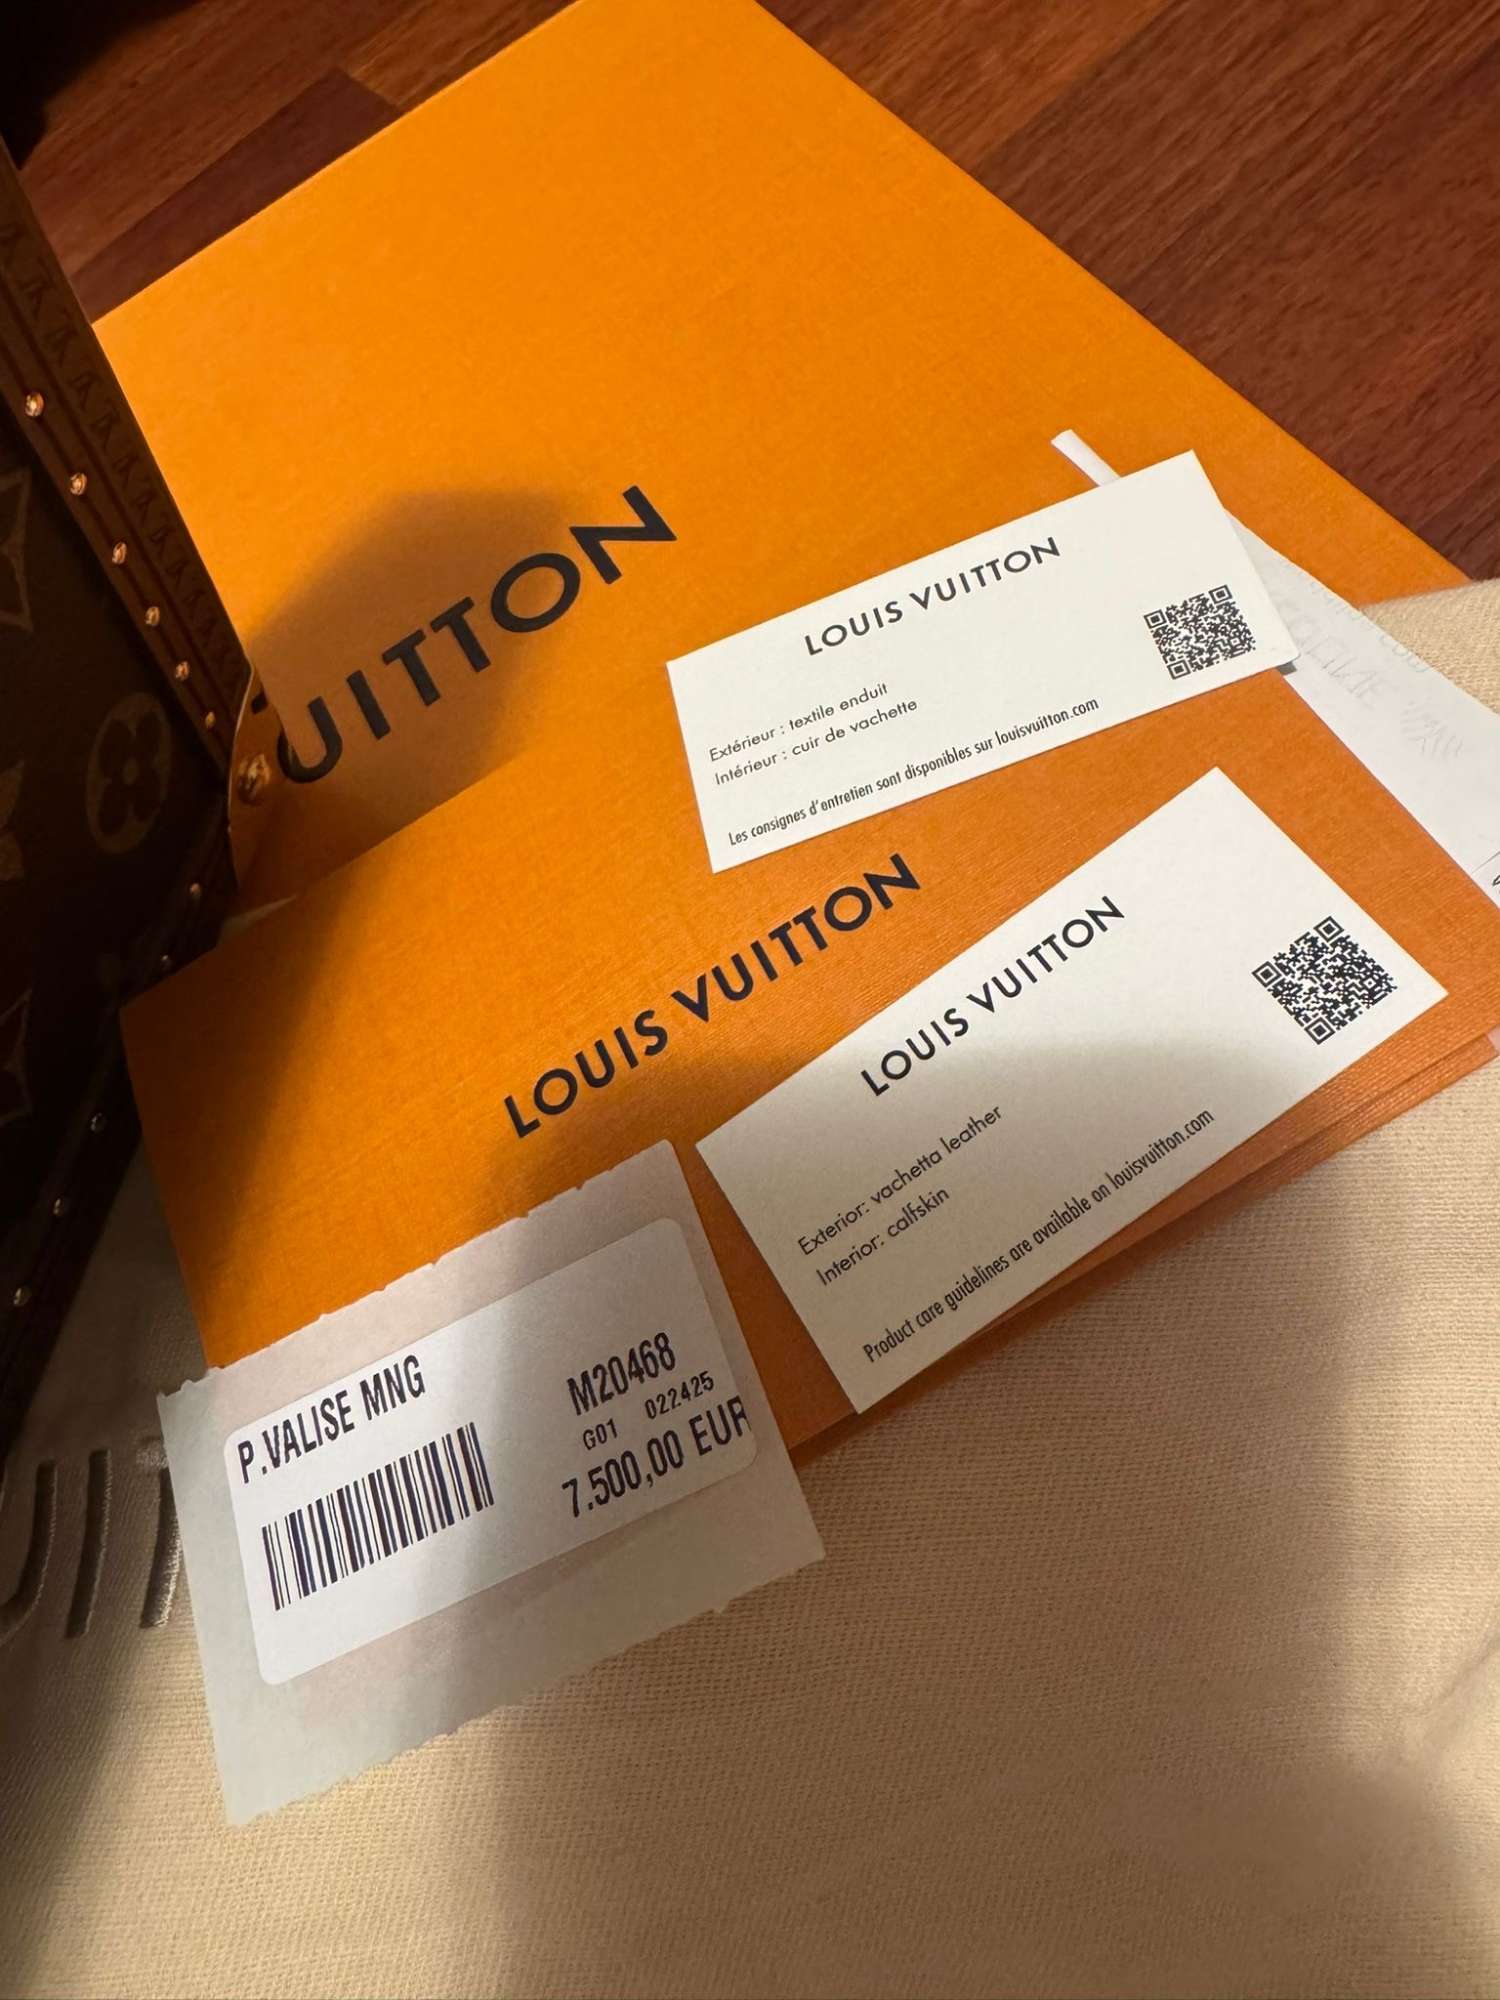 UITTON
LOUIS VUITTON
Extérieur : textile enduit
Intérieur : cuir de vachette
Les consignes d'entretien sont disponibles sur louisvuitton.com
LOUIS VUITTON
LOUIS VUITTON
Exterior: vachetta leather
Interior: calfskin
Product care guidelines are available on louisvuitton.com
P.VALISE MNG
M20468
G01 022425
7.500,00 EUR